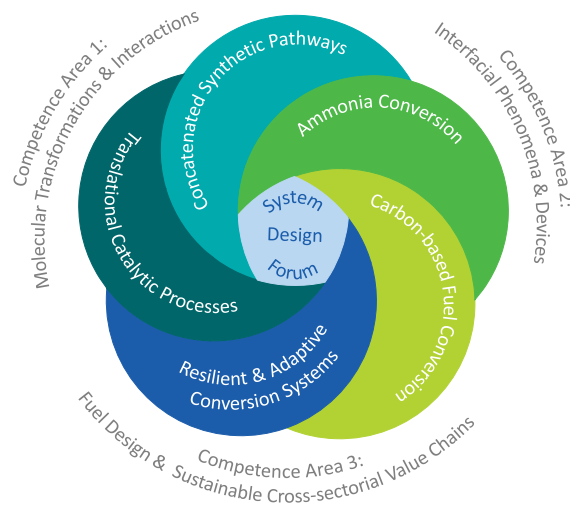 Competence Area 1:
Molecular Transformations & Interactions
Competence Area 2:
Interfacial Phenomena & Devices
Concatenated Synthetic Pathways
Ammonia Conversion
Translational Catalytic Processes
System
Design
Forum
Carbon-based Fuel Conversion
Resilient & Adaptive
Conversion Systems
Competence Area 3:
Fuel Design & Sustainable Cross-sectorial Value Chains